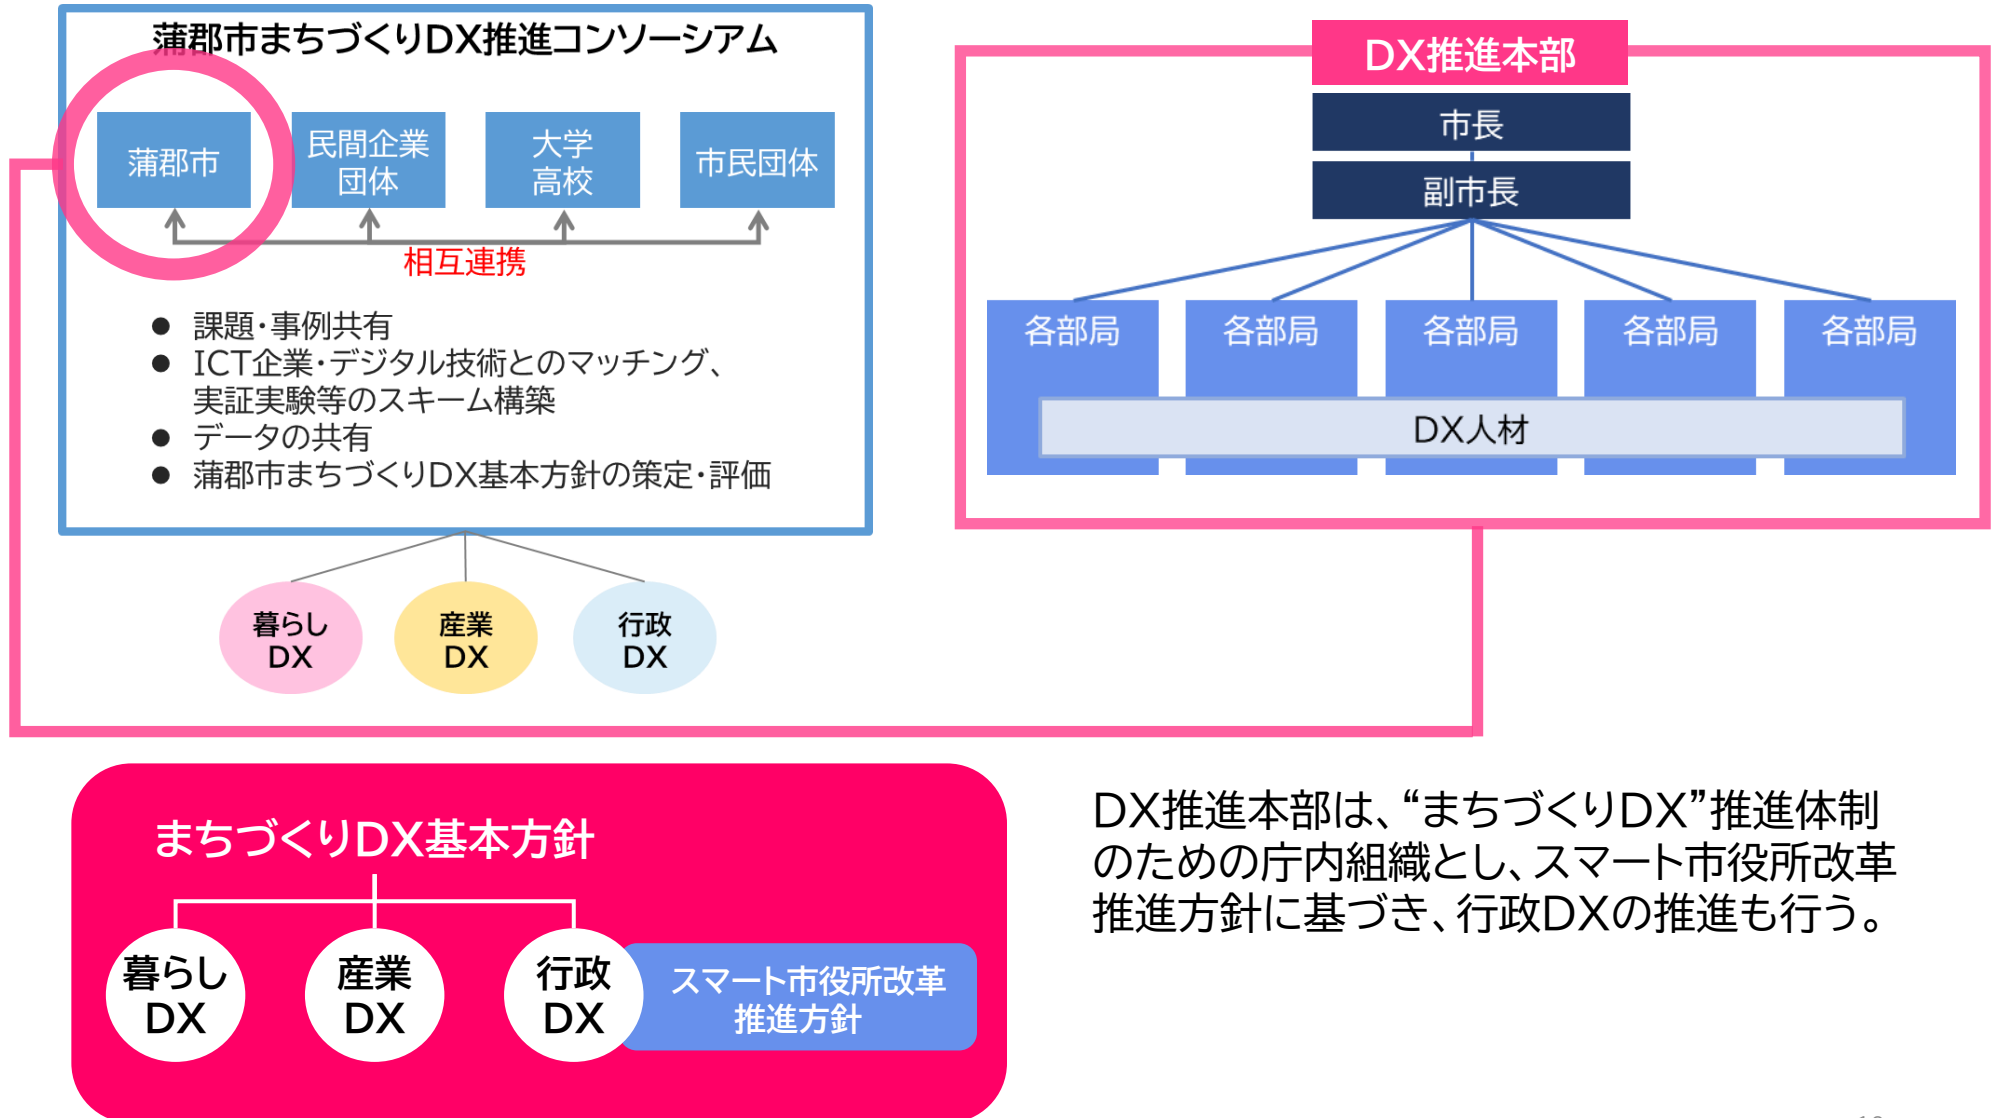 蒲郡市まちづくりDX推進コンソーシアム
蒲郡市
民間企業
団体
大学
高校
市民団体
相互連携
● 課題・事例共有
● ICT企業・デジタル技術とのマッチング、
実証実験等のスキーム構築
● データの共有
● 蒲郡市まちづくりDX基本方針の策定・評価
暮らし
DX
産業
DX
行政
DX
DX推進本部
市長
副市長
各部局
各部局
各部局
各部局
各部局
DX人材
まちづくりDX基本方針
暮らし
DX
産業
DX
行政
DX
スマート市役所改革
推進方針
DX推進本部は、“まちづくりDX”推進体制
のための庁内組織とし、スマート市役所改革
推進方針に基づき、行政DXの推進も行う。